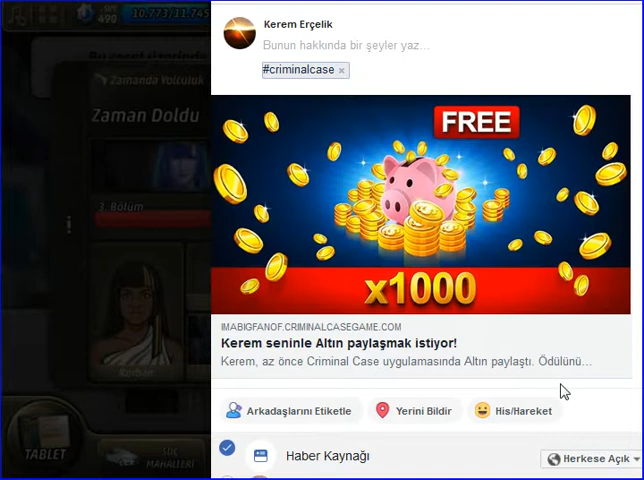 490
10.773/11.745
Zamanda Yolculuk
Zaman Doldu
3. Bölüm
TABLET
SUÇ
MAHALLERİ
Kerem Erçelik
Bunun hakkında bir şeyler yaz...
#criminalcase ×
FREE
x1000
IMABIGFANOF.CRIMINALCASEGAME.COM
Kerem seninle Altın paylaşmak istiyor!
Kerem, az önce Criminal Case uygulamasında Altın paylaştı. Ödülünü...
Arkadaşlarını Etiketle
Yerini Bildir
His/Hareket
Haber Kaynağı
Herkese Açık